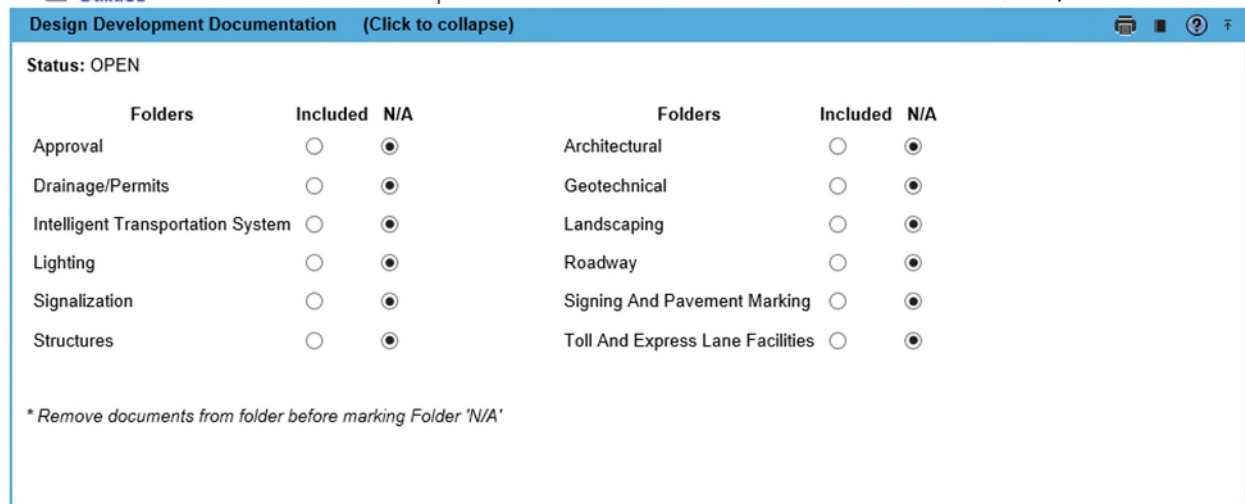 Design Development Documentation (Click to collapse)
Status: OPEN
Folders Included N/A Folders Included N/A
Approval Architectural
Drainage/Permits Geotechnical
Intelligent Transportation System Landscaping
Lighting Roadway
Signalization Signing And Pavement Marking
Structures Toll And Express Lane Facilities
* Remove documents from folder before marking Folder 'N/A'